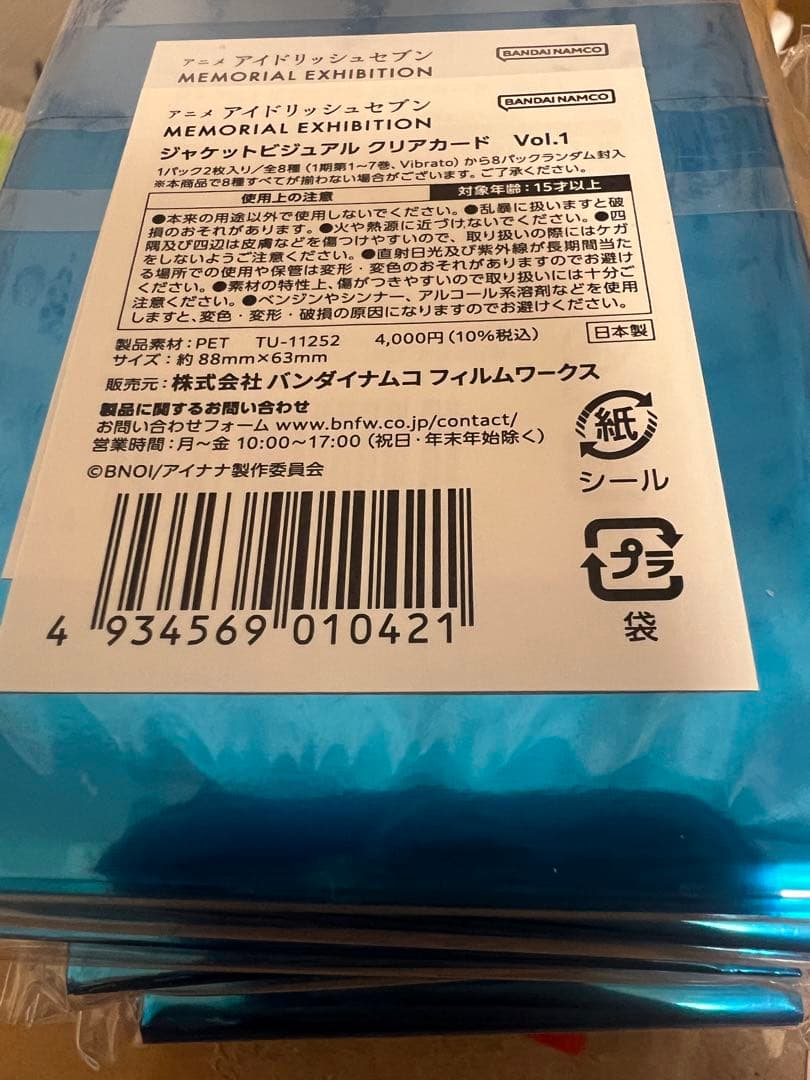 アニメ アイドリッシュセブン
MEMORIAL EXHIBITION
BANDAI NAMCO
アニメ アイドリッシュセブン
MEMORIAL EXHIBITION
BANDAI NAMCO
ジャケットビジュアル クリアカード Vol.1
1パック2枚入り/全8種(1期第1~7巻、Vibrato)から8パックランダム封入
※本商品で8種すべてが揃わない場合がございます。ご了承ください。
使用上の注意
対象年齢:15才以上
●本来の用途以外で使用しないでください。●乱暴に扱いますと破
損のおそれがあります。●火や熱源に近づけないでください。●四
隅及び四辺は皮膚などを傷つけやすいので、取り扱いの際にはケガ
をしないようご注意ください。●直射日光及び紫外線が長期間当た
る場所での使用や保管は変形・変色のおそれがありますのでお避け
ください。●素材の特性上、傷がつきやすいので取り扱いには十分ご
注意ください。●ベンジンやシンナー、アルコール系溶剤などを使用
しますと、変色・変形・破損の原因になりますのでお避けください。
製品素材:PET TU-11252 4,000円(10%税込) 日本製
サイズ:約88mm×63mm
販売元:株式会社 バンダイナムコ フィルムワークス
製品に関するお問い合わせ
お問い合わせフォーム www.bnfw.co.jp/contact/
営業時間:月~金 10:00~17:00(祝日・年末年始除く)
©BNOI/アイナナ製作委員会
紙
シール
プラ
袋
4 934569 010421